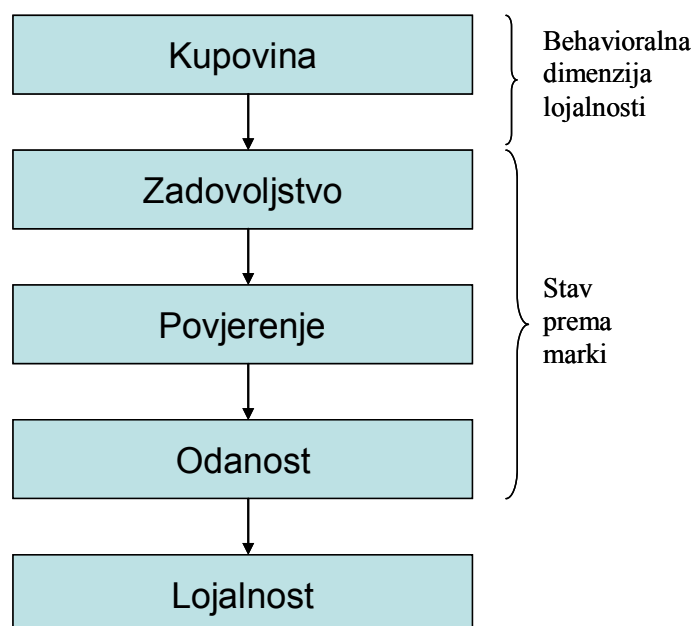 Kupovina
Behavioralna
dimenzija
lojalnosti
Zadovoljstvo
Povjerenje
Stav
prema
marki
Odanost
Lojalnost